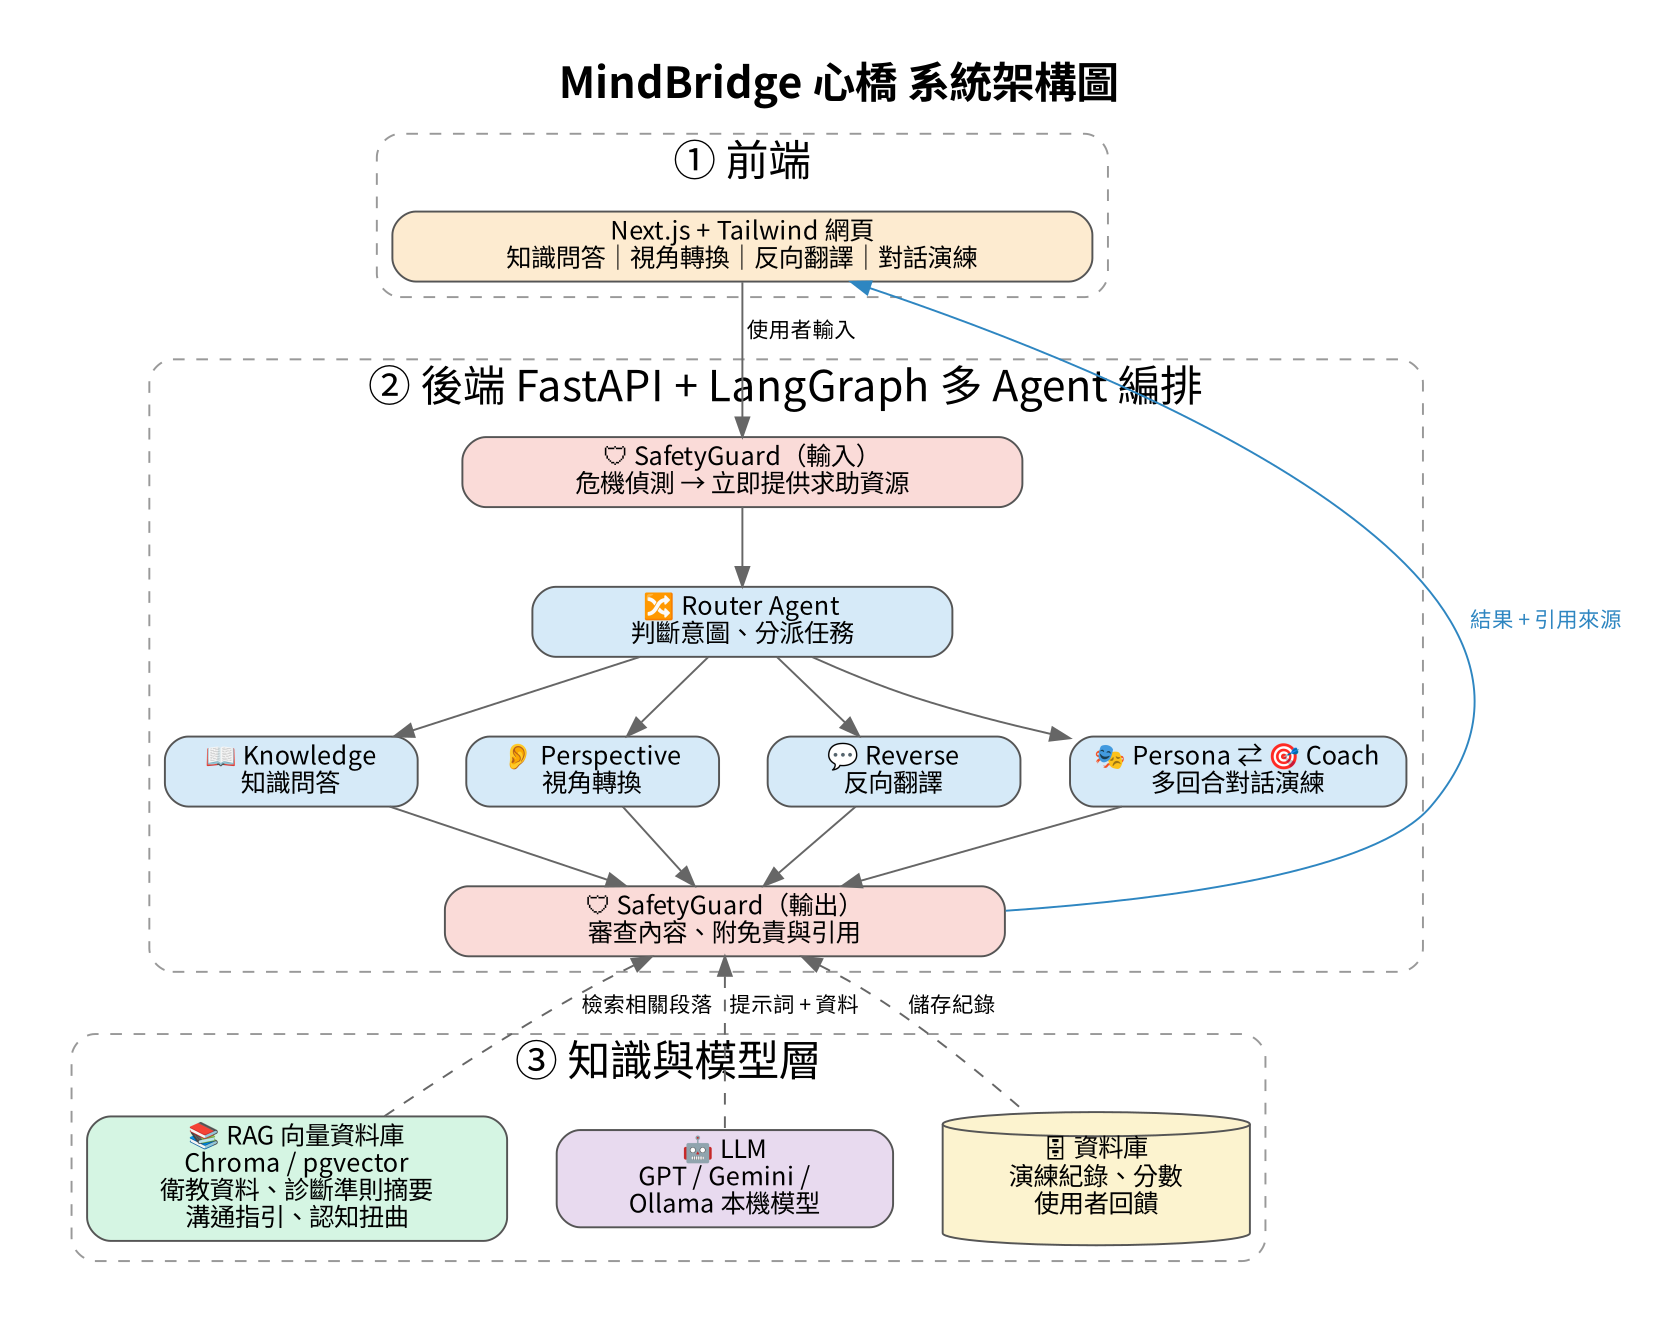 MindBridge 心橋 系統架構圖
① 前端
Next.js + Tailwind 網頁
知識問答｜視角轉換｜反向翻譯｜對話演練
使用者輸入
② 後端 FastAPI + LangGraph 多 Agent 編排
🛡 SafetyGuard（輸入）
危機偵測 → 立即提供求助資源
🔀 Router Agent
判斷意圖、分派任務
結果 + 引用來源
📖 Knowledge
知識問答
👂 Perspective
視角轉換
💬 Reverse
反向翻譯
🎭 Persona ⇄ 🎯 Coach
多回合對話演練
🛡 SafetyGuard（輸出）
審查內容、附免責與引用
檢索相關段落
提示詞 + 資料
儲存紀錄
③ 知識與模型層
📚 RAG 向量資料庫
Chroma / pgvector
衛教資料、診斷準則摘要
溝通指引、認知扭曲
🤖 LLM
GPT / Gemini /
Ollama 本機模型
🗄 資料庫
演練紀錄、分數
使用者回饋